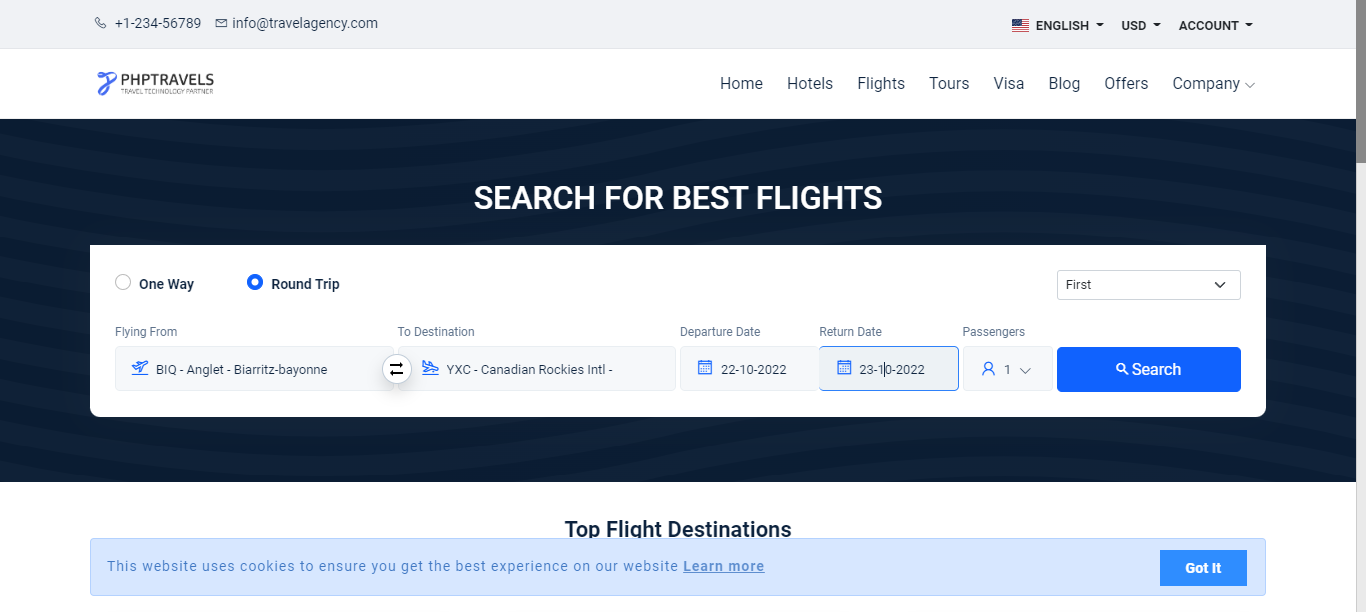 +1-234-56789 info@travelagency.com ENGLISH USD ACCOUNT
PHPTRAVELS
TRAVEL TECHNOLOGY PARTNER
Home Hotels Flights Tours Visa Blog Offers Company
SEARCH FOR BEST FLIGHTS
One Way Round Trip First
Flying From To Destination Departure Date Return Date Passengers
BIQ - Anglet - Biarritz-bayonne YXC - Canadian Rockies Intl - 22-10-2022 23-10-2022 1 Search
Top Flight Destinations
This website uses cookies to ensure you get the best experience on our website Learn more Got It